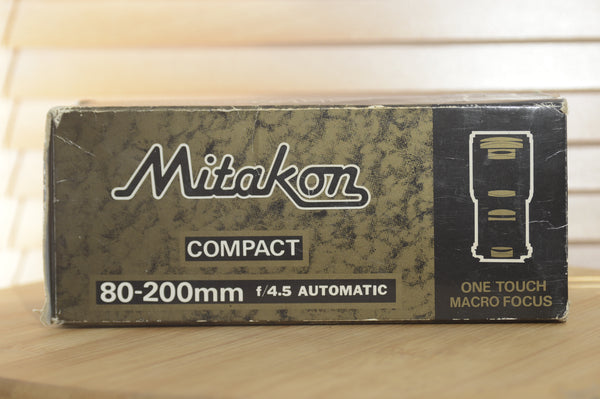 Mitakon
COMPACT
80-200mm f/4.5 AUTOMATIC
ONE TOUCH
MACRO FOCUS